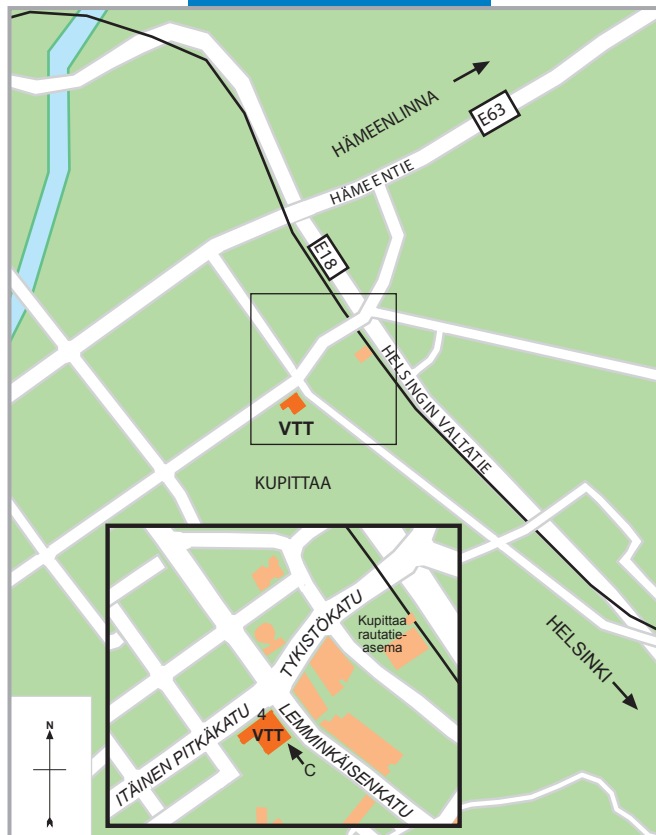 HÄMEENLINNA
E63
HÄMEENTIE
E18
HELSINGIN VALTATIE
VTT
KUPITTAA
TYKISTÖKATU
Kupittaa
rautatie-
asema
HELSINKI
ITÄINEN PITKÄKATU
4
VTT
LEMMINKÄISENKATU
C
N